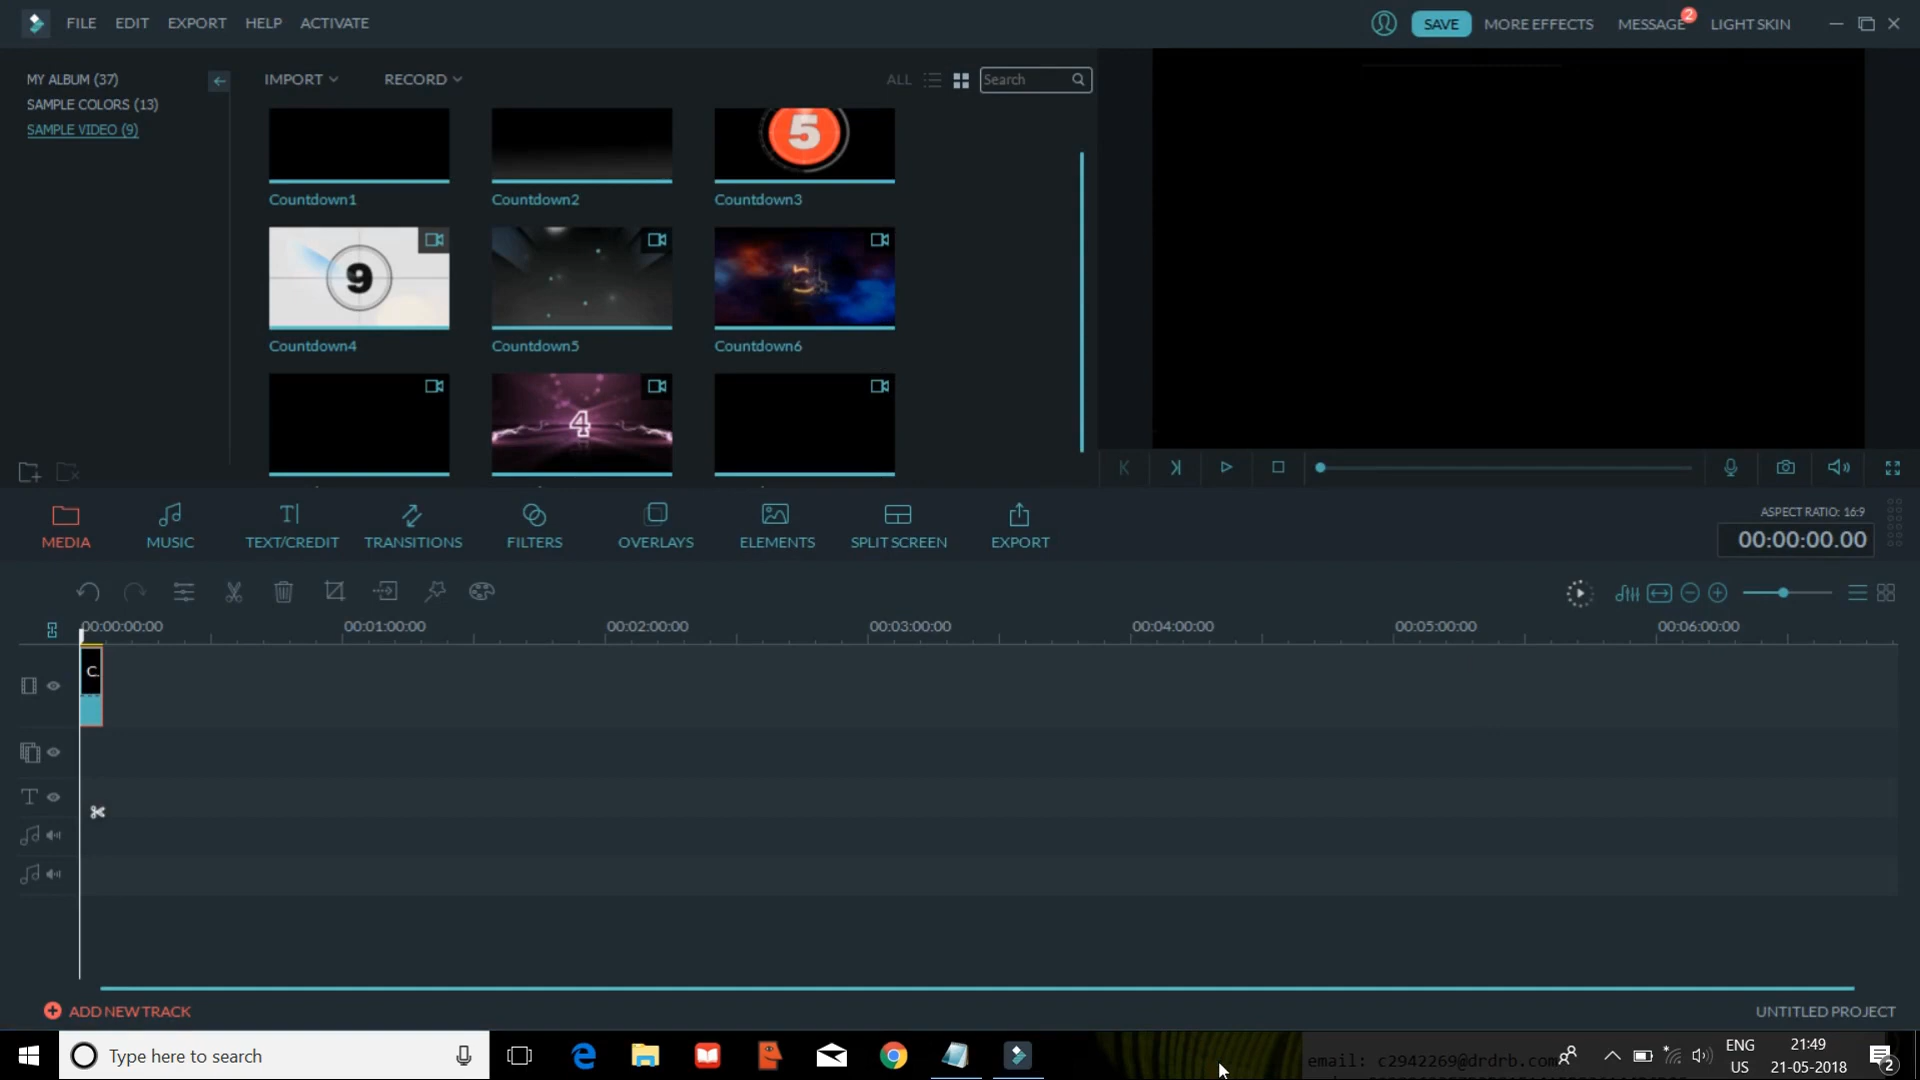 FILE EDIT EXPORT HELP ACTIVATE
SAVE MORE EFFECTS MESSAGE 2 LIGHT SKIN
MY ALBUM (37)
SAMPLE COLORS (13)
SAMPLE VIDEO (9)
IMPORT RECORD ALL Search
5
Countdown1 Countdown2 Countdown3
9
Countdown4 Countdown5 Countdown6
4
MEDIA MUSIC TEXT/CREDIT TRANSITIONS FILTERS OVERLAYS ELEMENTS SPLIT SCREEN EXPORT
ASPECT RATIO: 16:9
00:00:00.00
00:00:00:00 00:01:00:00 00:02:00:00 00:03:00:00 00:04:00:00 00:05:00:00 00:06:00:00
C.
ADD NEW TRACK
UNTITLED PROJECT
Type here to search
email: c2942269@drdrb.com
ENG
US
21:49
21-05-2018
2